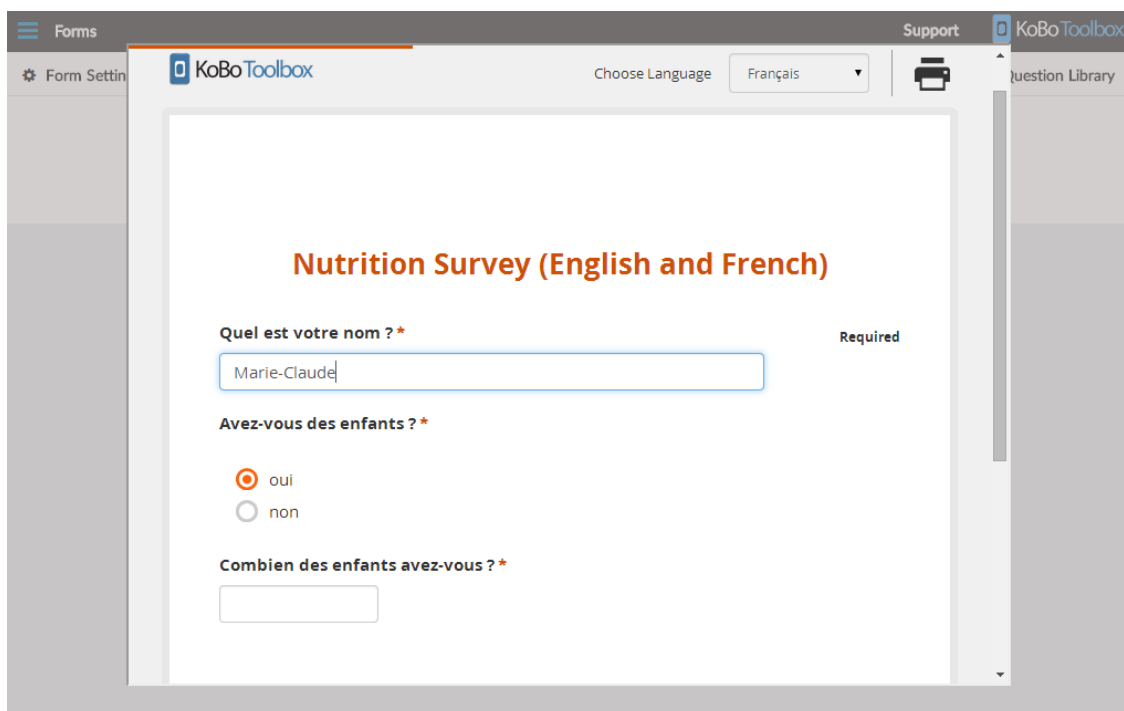 Forms
Support
KoBoToolbox
Form Settin
Question Library
KoBoToolbox
Choose Language
Français
Nutrition Survey (English and French)
Quel est votre nom ? *
Required
Marie-Claude
Avez-vous des enfants ? *
oui
non
Combien des enfants avez-vous ? *